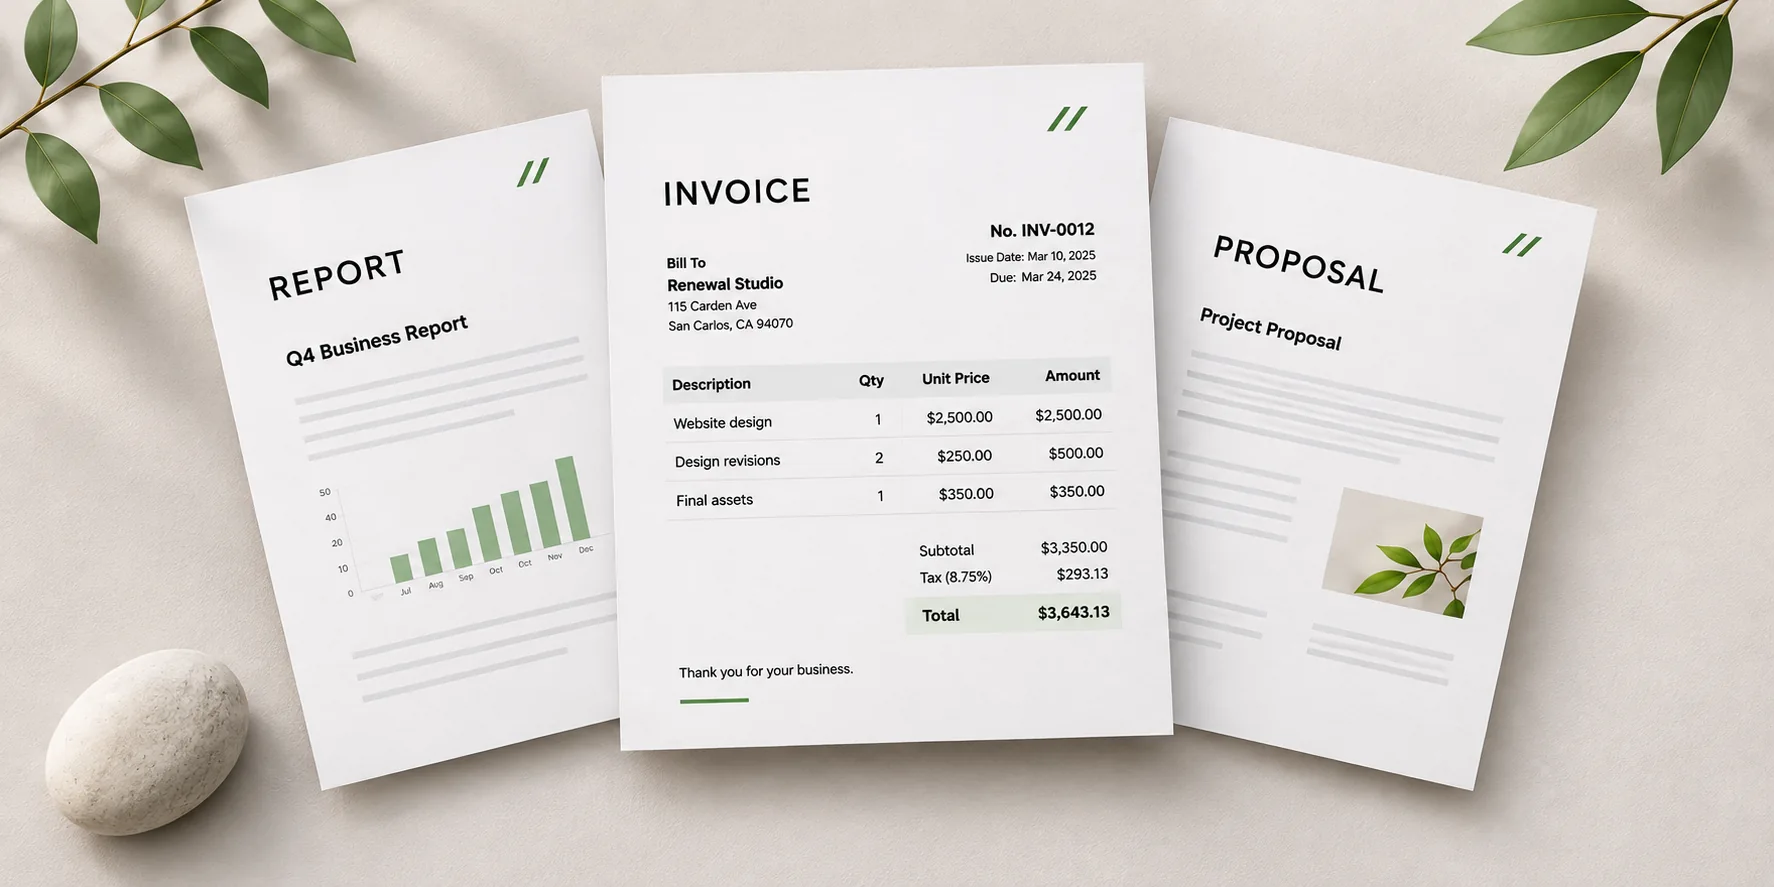 REPORT
Q4 Business Report
50
40
20
10
0
Jul Aug Sep Oct Oct Nov Dec
INVOICE
No. INV-0012
Issue Date: Mar 10, 2025
Due: Mar 24, 2025
Bill To
Renewal Studio
115 Carden Ave
San Carlos, CA 94070
Description Qty Unit Price Amount
Website design 1 $2,500.00 $2,500.00
Design revisions 2 $250.00 $500.00
Final assets 1 $350.00 $350.00
Subtotal $3,350.00
Tax (8.75%) $293.13
Total $3,643.13
Thank you for your business.
PROPOSAL
Project Proposal